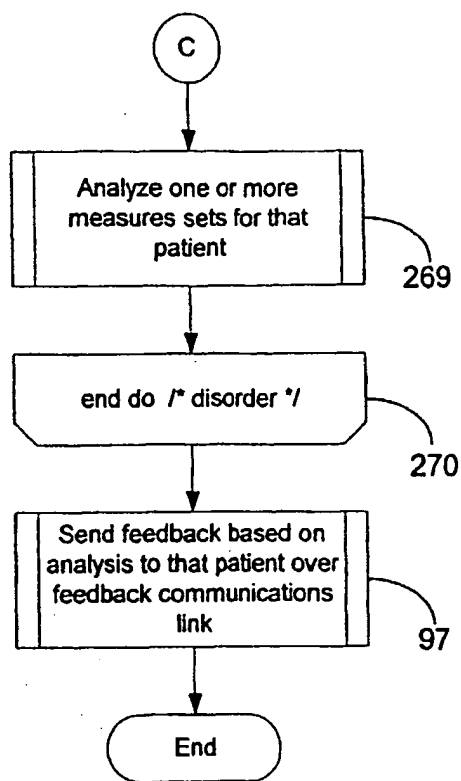 C
Analyze one or more
measures sets for that
patient
269
end do /* disorder */
270
Send feedback based on
analysis to that patient over
feedback communications
link
97
End